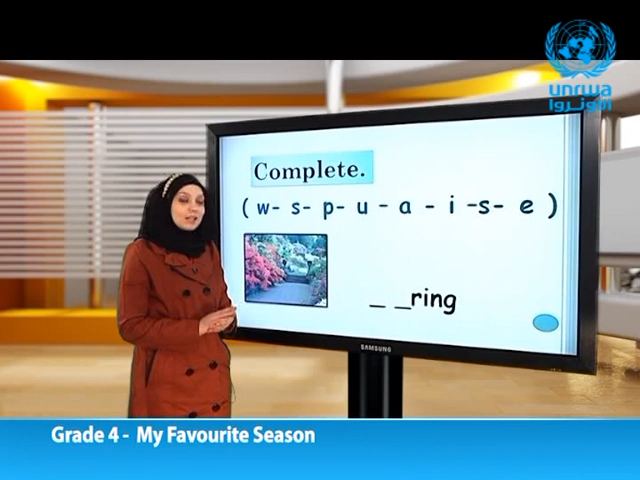 unrwa
الأونروا
Complete.
( w- s- p- u - a - i -s- e )
_ _ring
SAMSUNG
Grade 4 - My Favourite Season